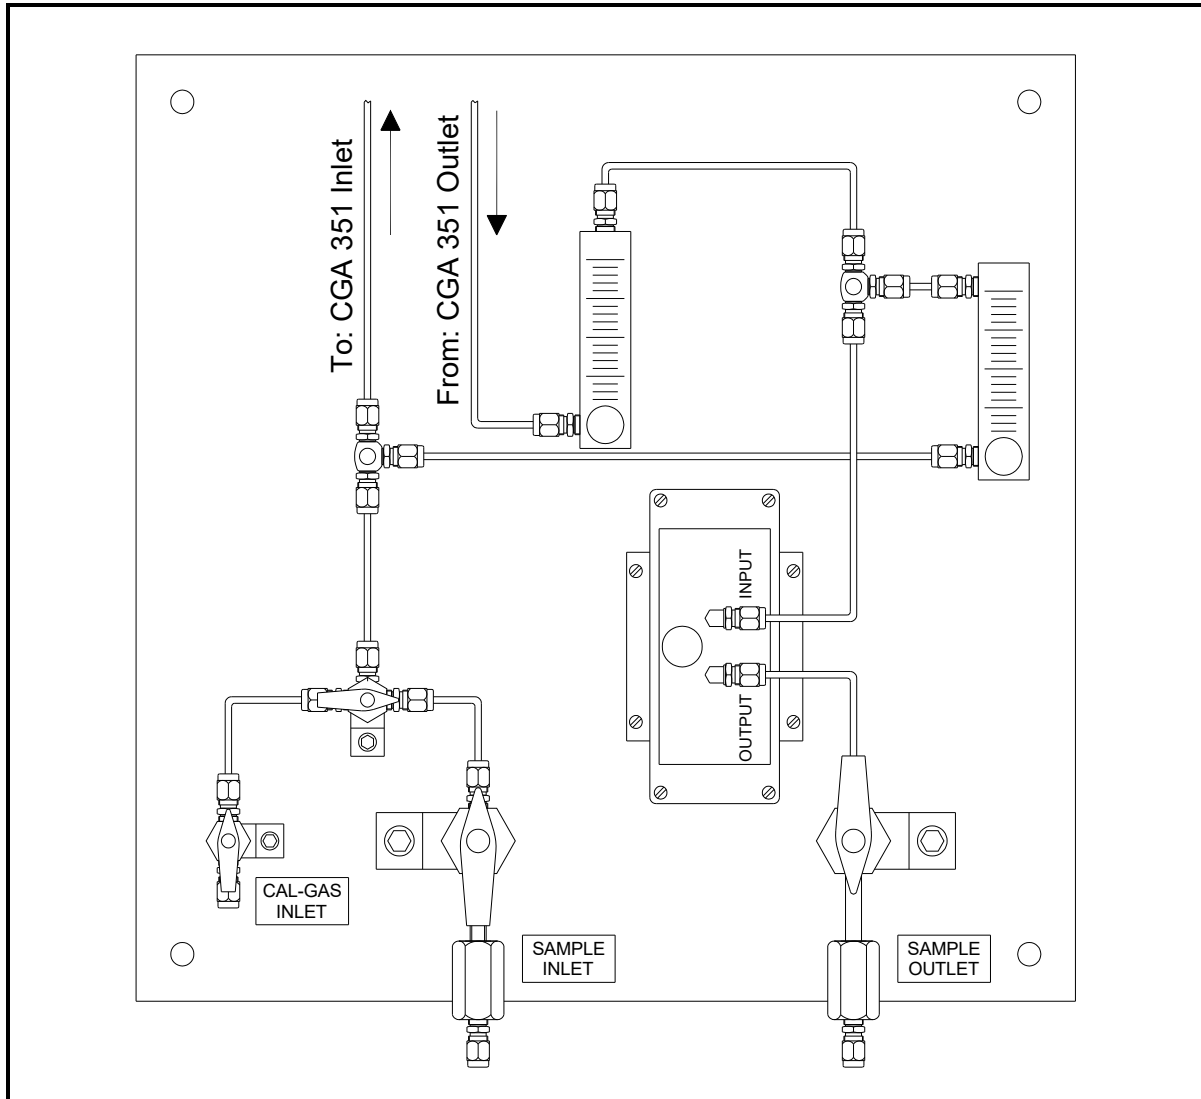 To: CGA 351 Inlet
From: CGA 351 Outlet
INPUT
OUTPUT
CAL-GAS
INLET
SAMPLE
INLET
SAMPLE
OUTLET